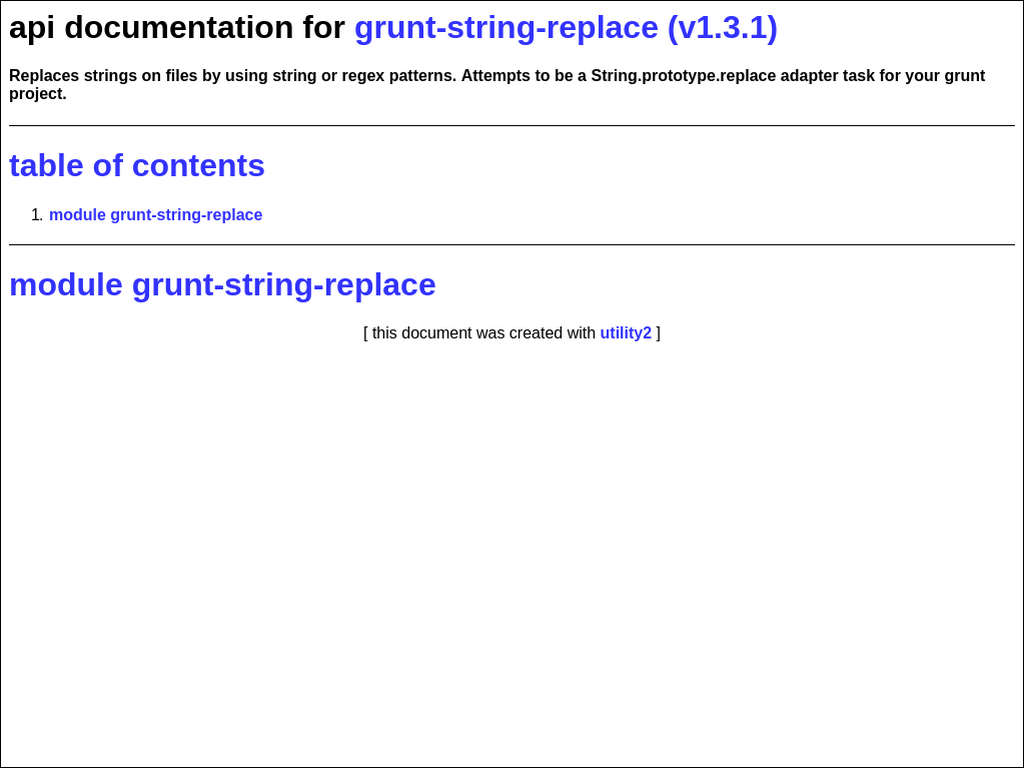 api documentation for grunt-string-replace (v1.3.1)
Replaces strings on files by using string or regex patterns. Attempts to be a String.prototype.replace adapter task for your grunt
project.
table of contents
1. module grunt-string-replace
module grunt-string-replace
[ this document was created with utility2 ]